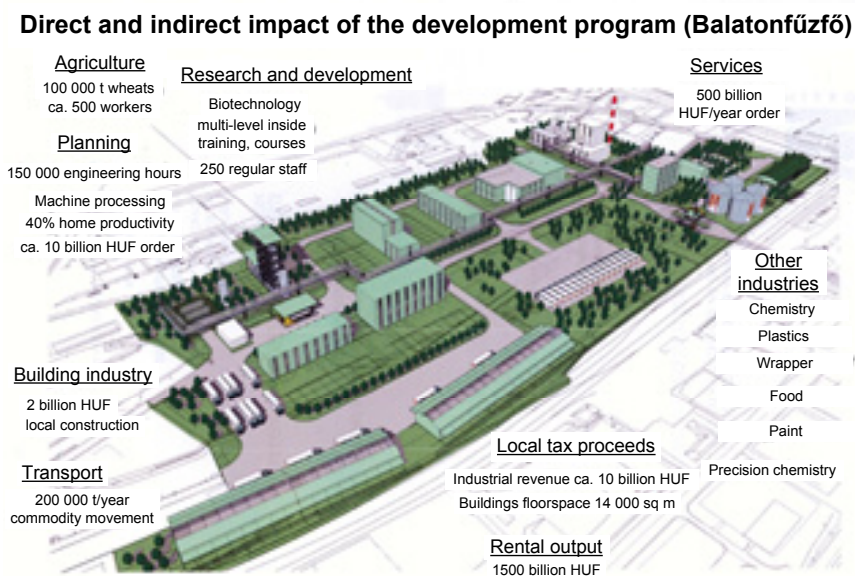 Direct and indirect impact of the development program (Balatonfűzfő)
Agriculture
100 000 t wheats
ca. 500 workers
Research and development
Biotechnology
multi-level inside
training, courses
250 regular staff
Services
500 billion
HUF/year order
Planning
150 000 engineering hours
Machine processing
40% home productivity
ca. 10 billion HUF order
Other
industries
Chemistry
Plastics
Wrapper
Food
Paint
Precision chemistry
Building industry
2 billion HUF
local construction
Transport
200 000 t/year
commodity movement
Local tax proceeds
Industrial revenue ca. 10 billion HUF
Buildings floorspace 14 000 sq m
Rental output
1500 billion HUF